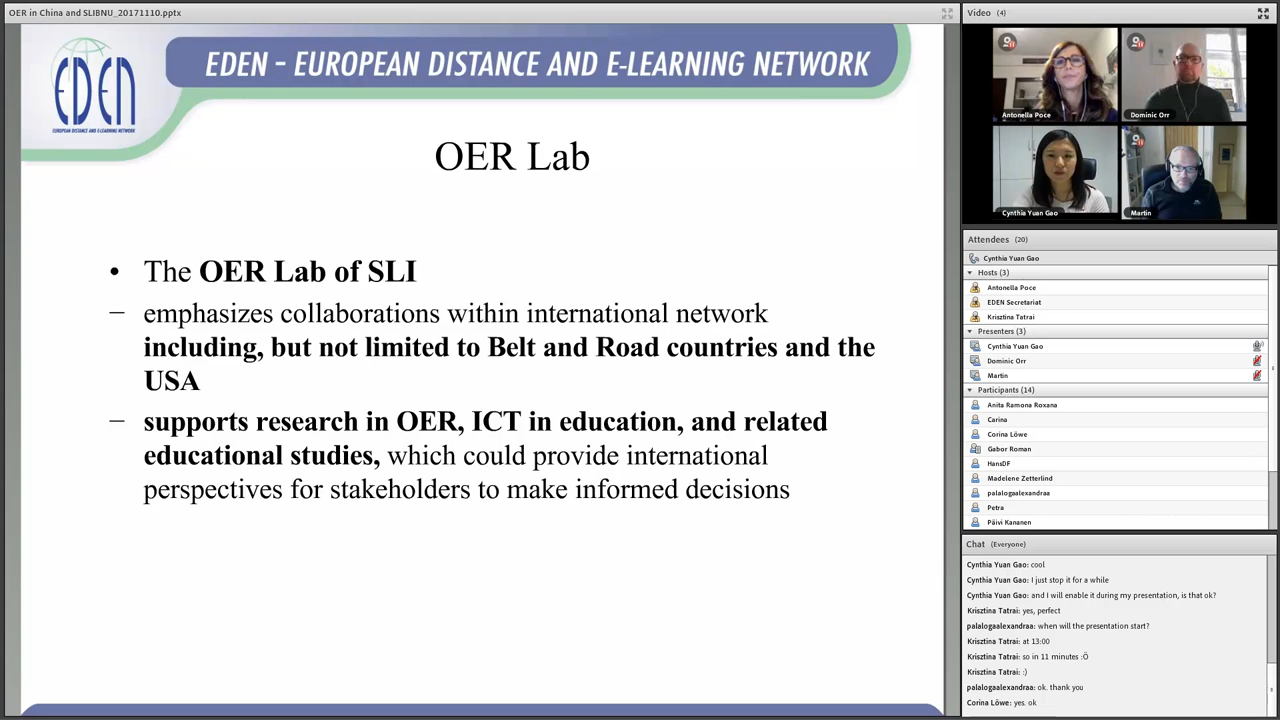 OER in China and SLIBNU_20171110.pptx
EDEN
EUROPEAN DISTANCE AND E-LEARNING NETWORK
EDEN – EUROPEAN DISTANCE AND E-LEARNING NETWORK
OER Lab
• The OER Lab of SLI
– emphasizes collaborations within international network
including, but not limited to Belt and Road countries and the
USA
– supports research in OER, ICT in education, and related
educational studies, which could provide international
perspectives for stakeholders to make informed decisions
Video (4)
Antonella Poce
Dominic Orr
Cynthia Yuan Gao
Martin
Attendees (20)
Cynthia Yuan Gao
Hosts (3)
Antonella Poce
EDEN Secretariat
Krisztina Tatrai
Presenters (3)
Cynthia Yuan Gao
Dominic Orr
Martin
Participants (14)
Anita Ramona Roxana
Carina
Corina Löwe
Gabor Roman
HansDF
Madelene Zetterlind
palalogaalexandraa
Petra
Päivi Kananen
Chat (Everyone)
Cynthia Yuan Gao: cool
Cynthia Yuan Gao: I just stop it for a while
Cynthia Yuan Gao: and I will enable it during my presentation, is that ok?
Krisztina Tatrai: yes, perfect
palalogaalexandraa: when will the presentation start?
Krisztina Tatrai: at 13:00
Krisztina Tatrai: so in 11 minutes :Ö
Krisztina Tatrai: :)
palalogaalexandraa: ok. thank you
Corina Löwe: yes. ok